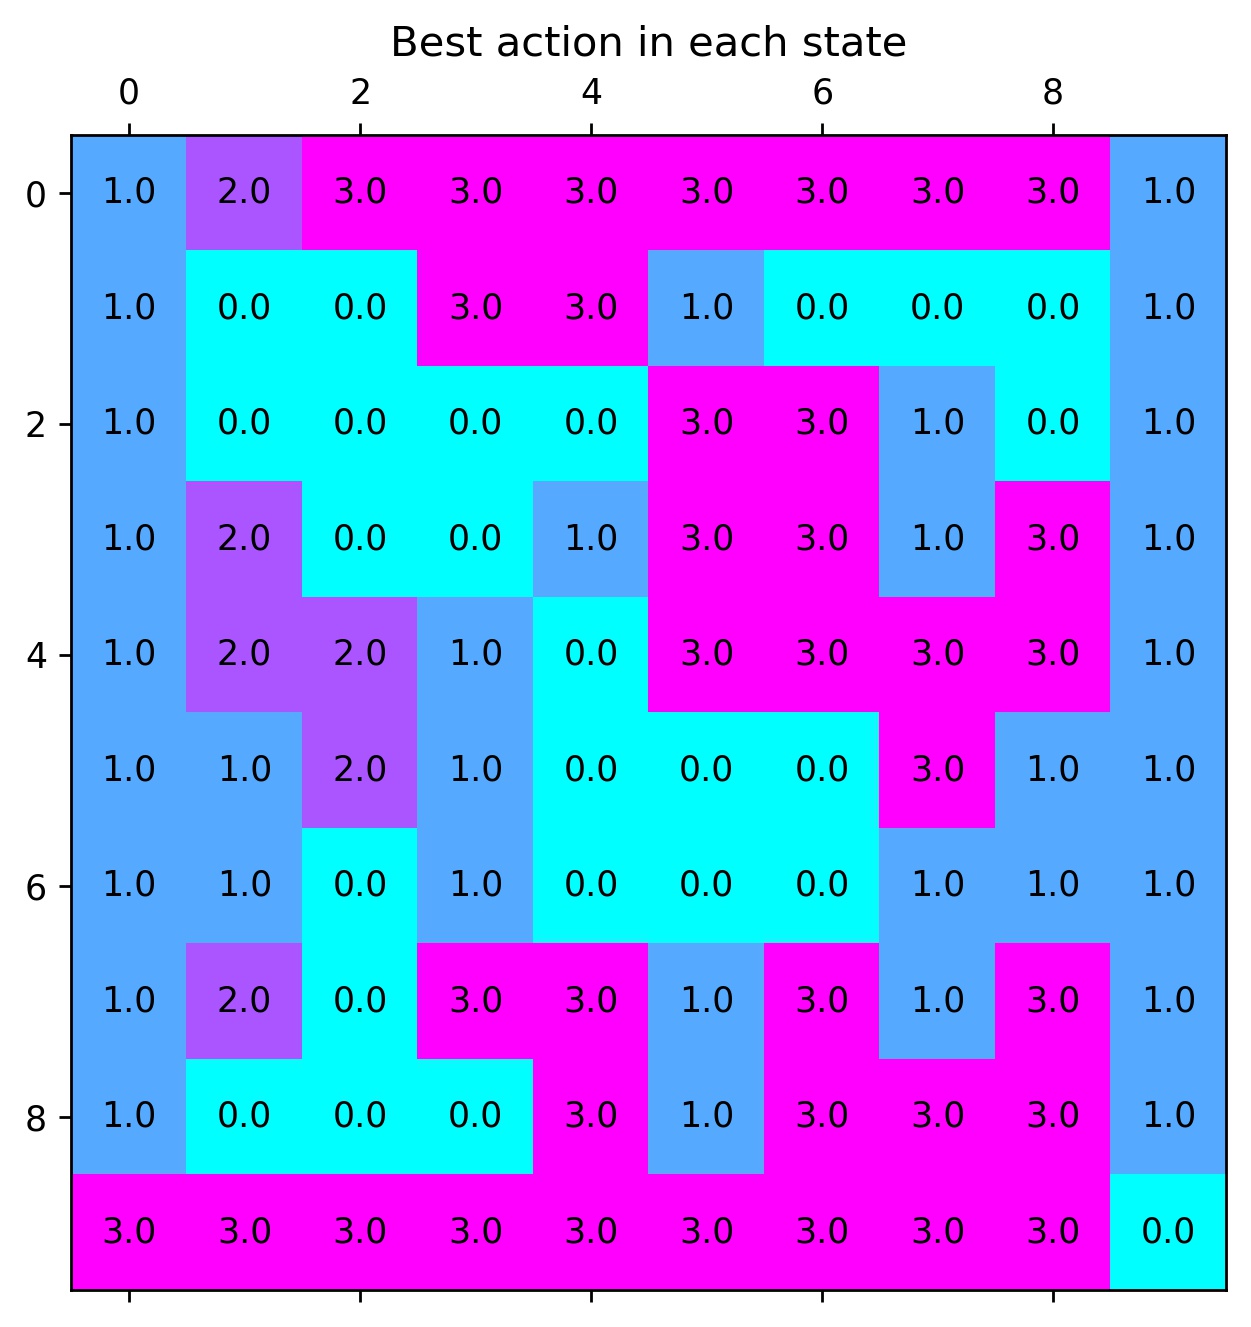 Best action in each state
0 2 4 6 8
0 1.0 2.0 3.0 3.0 3.0 3.0 3.0 3.0 3.0 1.0
1.0 0.0 0.0 3.0 3.0 1.0 0.0 0.0 0.0 1.0
2 1.0 0.0 0.0 0.0 0.0 3.0 3.0 1.0 0.0 1.0
1.0 2.0 0.0 0.0 1.0 3.0 3.0 1.0 3.0 1.0
4 1.0 2.0 2.0 1.0 0.0 3.0 3.0 3.0 3.0 1.0
1.0 1.0 2.0 1.0 0.0 0.0 0.0 3.0 1.0 1.0
6 1.0 1.0 0.0 1.0 0.0 0.0 0.0 1.0 1.0 1.0
1.0 2.0 0.0 3.0 3.0 1.0 3.0 1.0 3.0 1.0
8 1.0 0.0 0.0 0.0 3.0 1.0 3.0 3.0 3.0 1.0
3.0 3.0 3.0 3.0 3.0 3.0 3.0 3.0 3.0 0.0